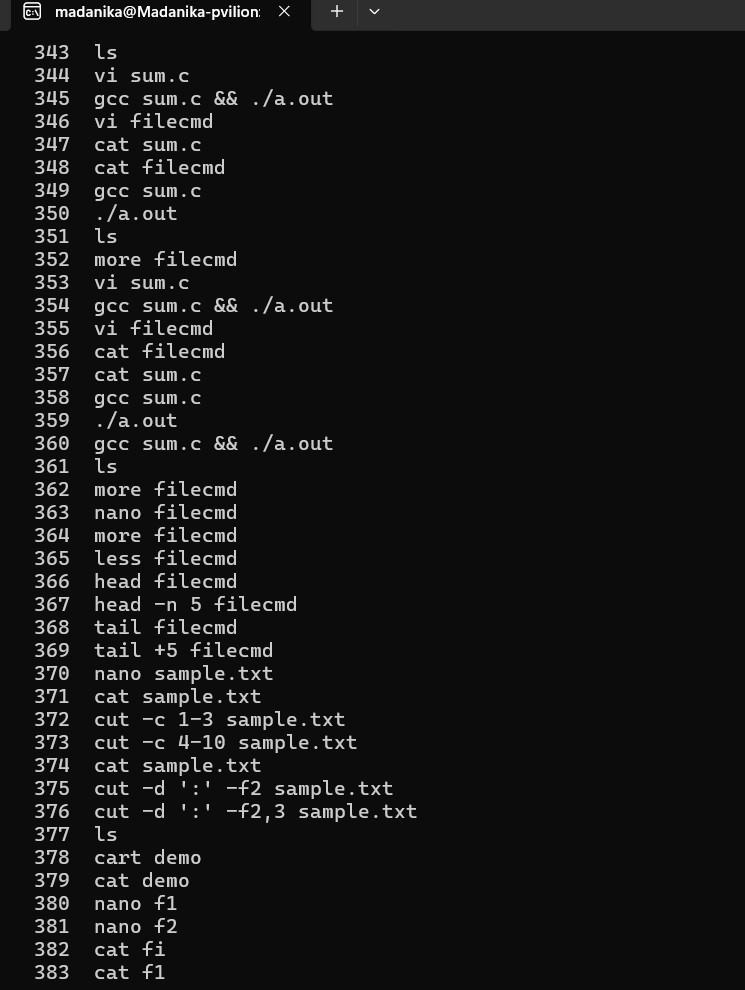 madanika@Madanika-pvilion:
343 ls
344 vi sum.c
345 gcc sum.c && ./a.out
346 vi filecmd
347 cat sum.c
348 cat filecmd
349 gcc sum.c
350 ./a.out
351 ls
352 more filecmd
353 vi sum.c
354 gcc sum.c && ./a.out
355 vi filecmd
356 cat filecmd
357 cat sum.c
358 gcc sum.c
359 ./a.out
360 gcc sum.c && ./a.out
361 ls
362 more filecmd
363 nano filecmd
364 more filecmd
365 less filecmd
366 head filecmd
367 head -n 5 filecmd
368 tail filecmd
369 tail +5 filecmd
370 nano sample.txt
371 cat sample.txt
372 cut -c 1-3 sample.txt
373 cut -c 4-10 sample.txt
374 cat sample.txt
375 cut -d ':' -f2 sample.txt
376 cut -d ':' -f2,3 sample.txt
377 ls
378 cart demo
379 cat demo
380 nano f1
381 nano f2
382 cat fi
383 cat f1